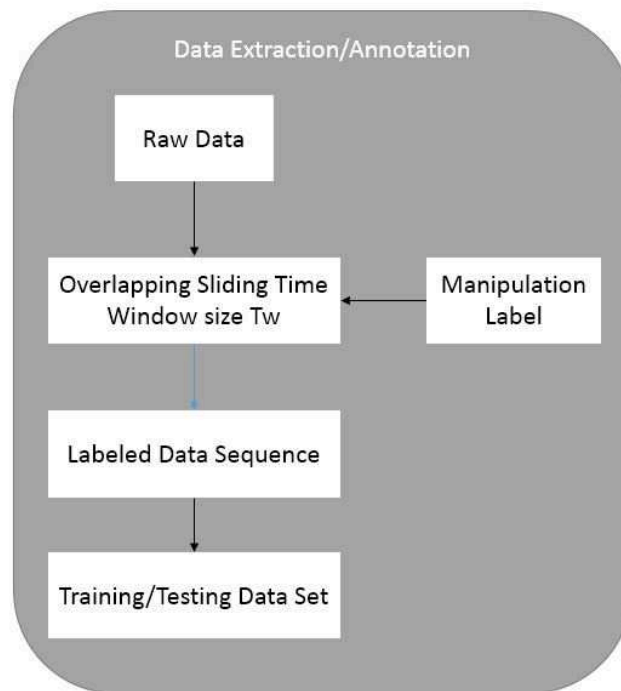 Data Extraction/Annotation
Raw Data
Overlapping Sliding Time
Window size Tw
Manipulation
Label
Labeled Data Sequence
Training/Testing Data Set